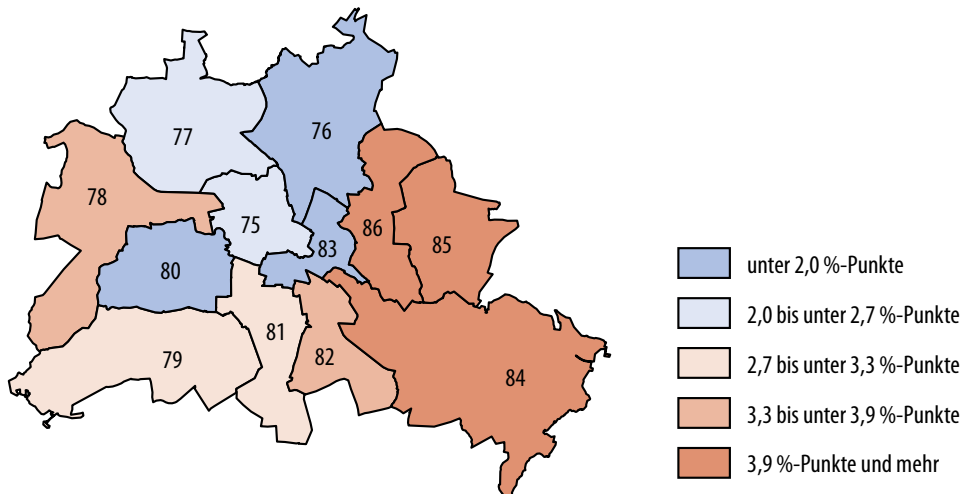 76
77
78
86
75
85
83
80
81
82
79
84
unter 2,0 %-Punkte
2,0 bis unter 2,7 %-Punkte
2,7 bis unter 3,3 %-Punkte
3,3 bis unter 3,9 %-Punkte
3,9 %-Punkte und mehr